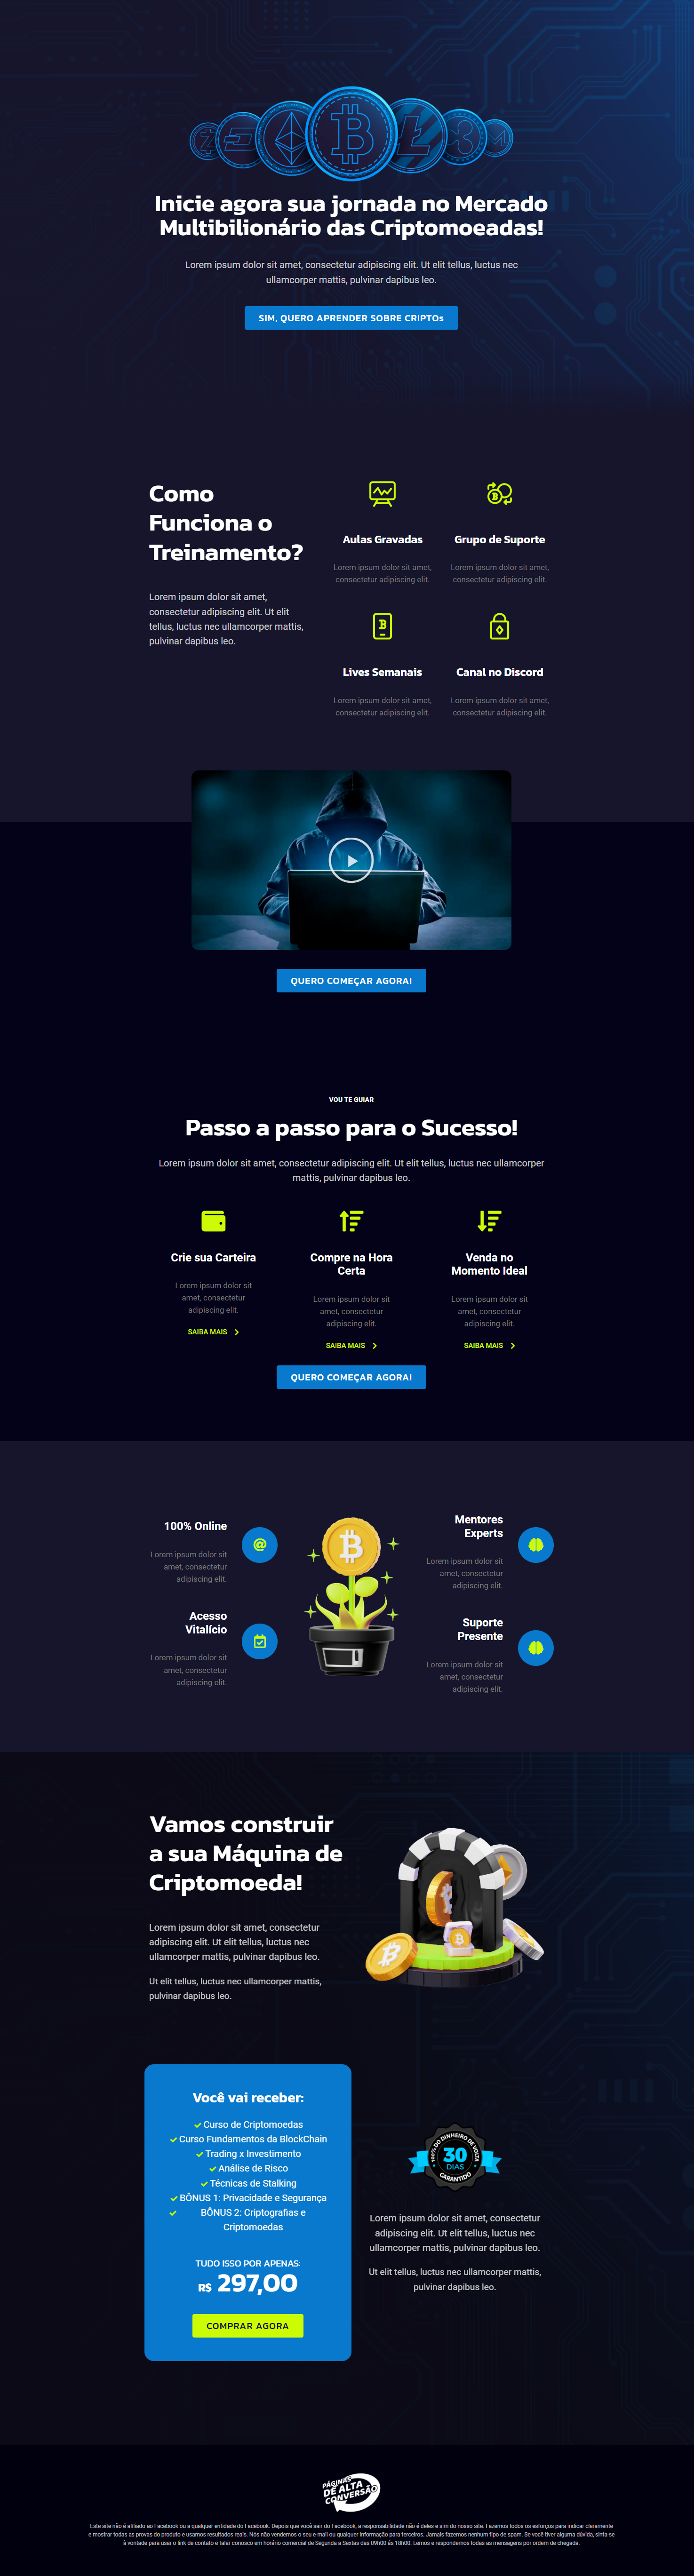 Inicie agora sua jornada no Mercado
Multibilionário das Criptomoeadas!
Lorem ipsum dolor sit amet, consectetur adipiscing elit. Ut elit tellus, luctus nec
ullamcorper mattis, pulvinar dapibus leo.
SIM, QUERO APRENDER SOBRE CRIPTOs
Como
Funciona o
Treinamento?
Lorem ipsum dolor sit amet,
consectetur adipiscing elit. Ut elit
tellus, luctus nec ullamcorper mattis,
pulvinar dapibus leo.
Aulas Gravadas
Lorem ipsum dolor sit amet,
consectetur adipiscing elit.
Grupo de Suporte
Lorem ipsum dolor sit amet,
consectetur adipiscing elit.
Lives Semanais
Lorem ipsum dolor sit amet,
consectetur adipiscing elit.
Canal no Discord
Lorem ipsum dolor sit amet,
consectetur adipiscing elit.
QUERO COMEÇAR AGORA!
VOU TE GUIAR
Passo a passo para o Sucesso!
Lorem ipsum dolor sit amet, consectetur adipiscing elit. Ut elit tellus, luctus nec ullamcorper
mattis, pulvinar dapibus leo.
Crie sua Carteira
Lorem ipsum dolor sit
amet, consectetur
adipiscing elit.
SAIBA MAIS
Compre na Hora
Certa
Lorem ipsum dolor sit
amet, consectetur
adipiscing elit.
SAIBA MAIS
Venda no
Momento Ideal
Lorem ipsum dolor sit
amet, consectetur
adipiscing elit.
SAIBA MAIS
QUERO COMEÇAR AGORA!
100% Online
Lorem ipsum dolor sit
amet, consectetur
adipiscing elit.
Acesso
Vitalício
Lorem ipsum dolor sit
amet, consectetur
adipiscing elit.
Mentores
Experts
Lorem ipsum dolor sit
amet, consectetur
adipiscing elit.
Suporte
Presente
Lorem ipsum dolor sit
amet, consectetur
adipiscing elit.
Vamos construir
a sua Máquina de
Criptomoeda!
Lorem ipsum dolor sit amet, consectetur
adipiscing elit. Ut elit tellus, luctus nec
ullamcorper mattis, pulvinar dapibus leo.
Ut elit tellus, luctus nec ullamcorper mattis,
pulvinar dapibus leo.
Você vai receber:
Curso de Criptomoedas
Curso Fundamentos da BlockChain
Trading x Investimento
Análise de Risco
Técnicas de Stalking
BÔNUS 1: Privacidade e Segurança
BÔNUS 2: Criptografias e
Criptomoedas
TUDO ISSO POR APENAS:
R$ 297,00
COMPRAR AGORA
100% DO DINHEIRO DE VOLTA
30
DIAS
GARANTIDO
Lorem ipsum dolor sit amet, consectetur
adipiscing elit. Ut elit tellus, luctus nec
ullamcorper mattis, pulvinar dapibus leo.
Ut elit tellus, luctus nec ullamcorper mattis,
pulvinar dapibus leo.
PÁGINAS
DE ALTA
CONVERSÃO
Este site não é afiliado ao Facebook ou a qualquer entidade do Facebook. Depois que você sair do Facebook, a responsabilidade não é deles e sim do nosso site. Fazemos todos os esforços para indicar claramente
e mostrar todas as provas do produto e usamos resultados reais. Nós não vendemos o seu e-mail ou qualquer informação para terceiros. Jamais fazemos nenhum tipo de spam. Se você tiver alguma dúvida, sinta-se
à vontade para usar o link de contato e falar conosco em horário comercial de Segunda a Sextas das 09h00 ás 18h00. Lemos e respondemos todas as mensagens por ordem de chegada.